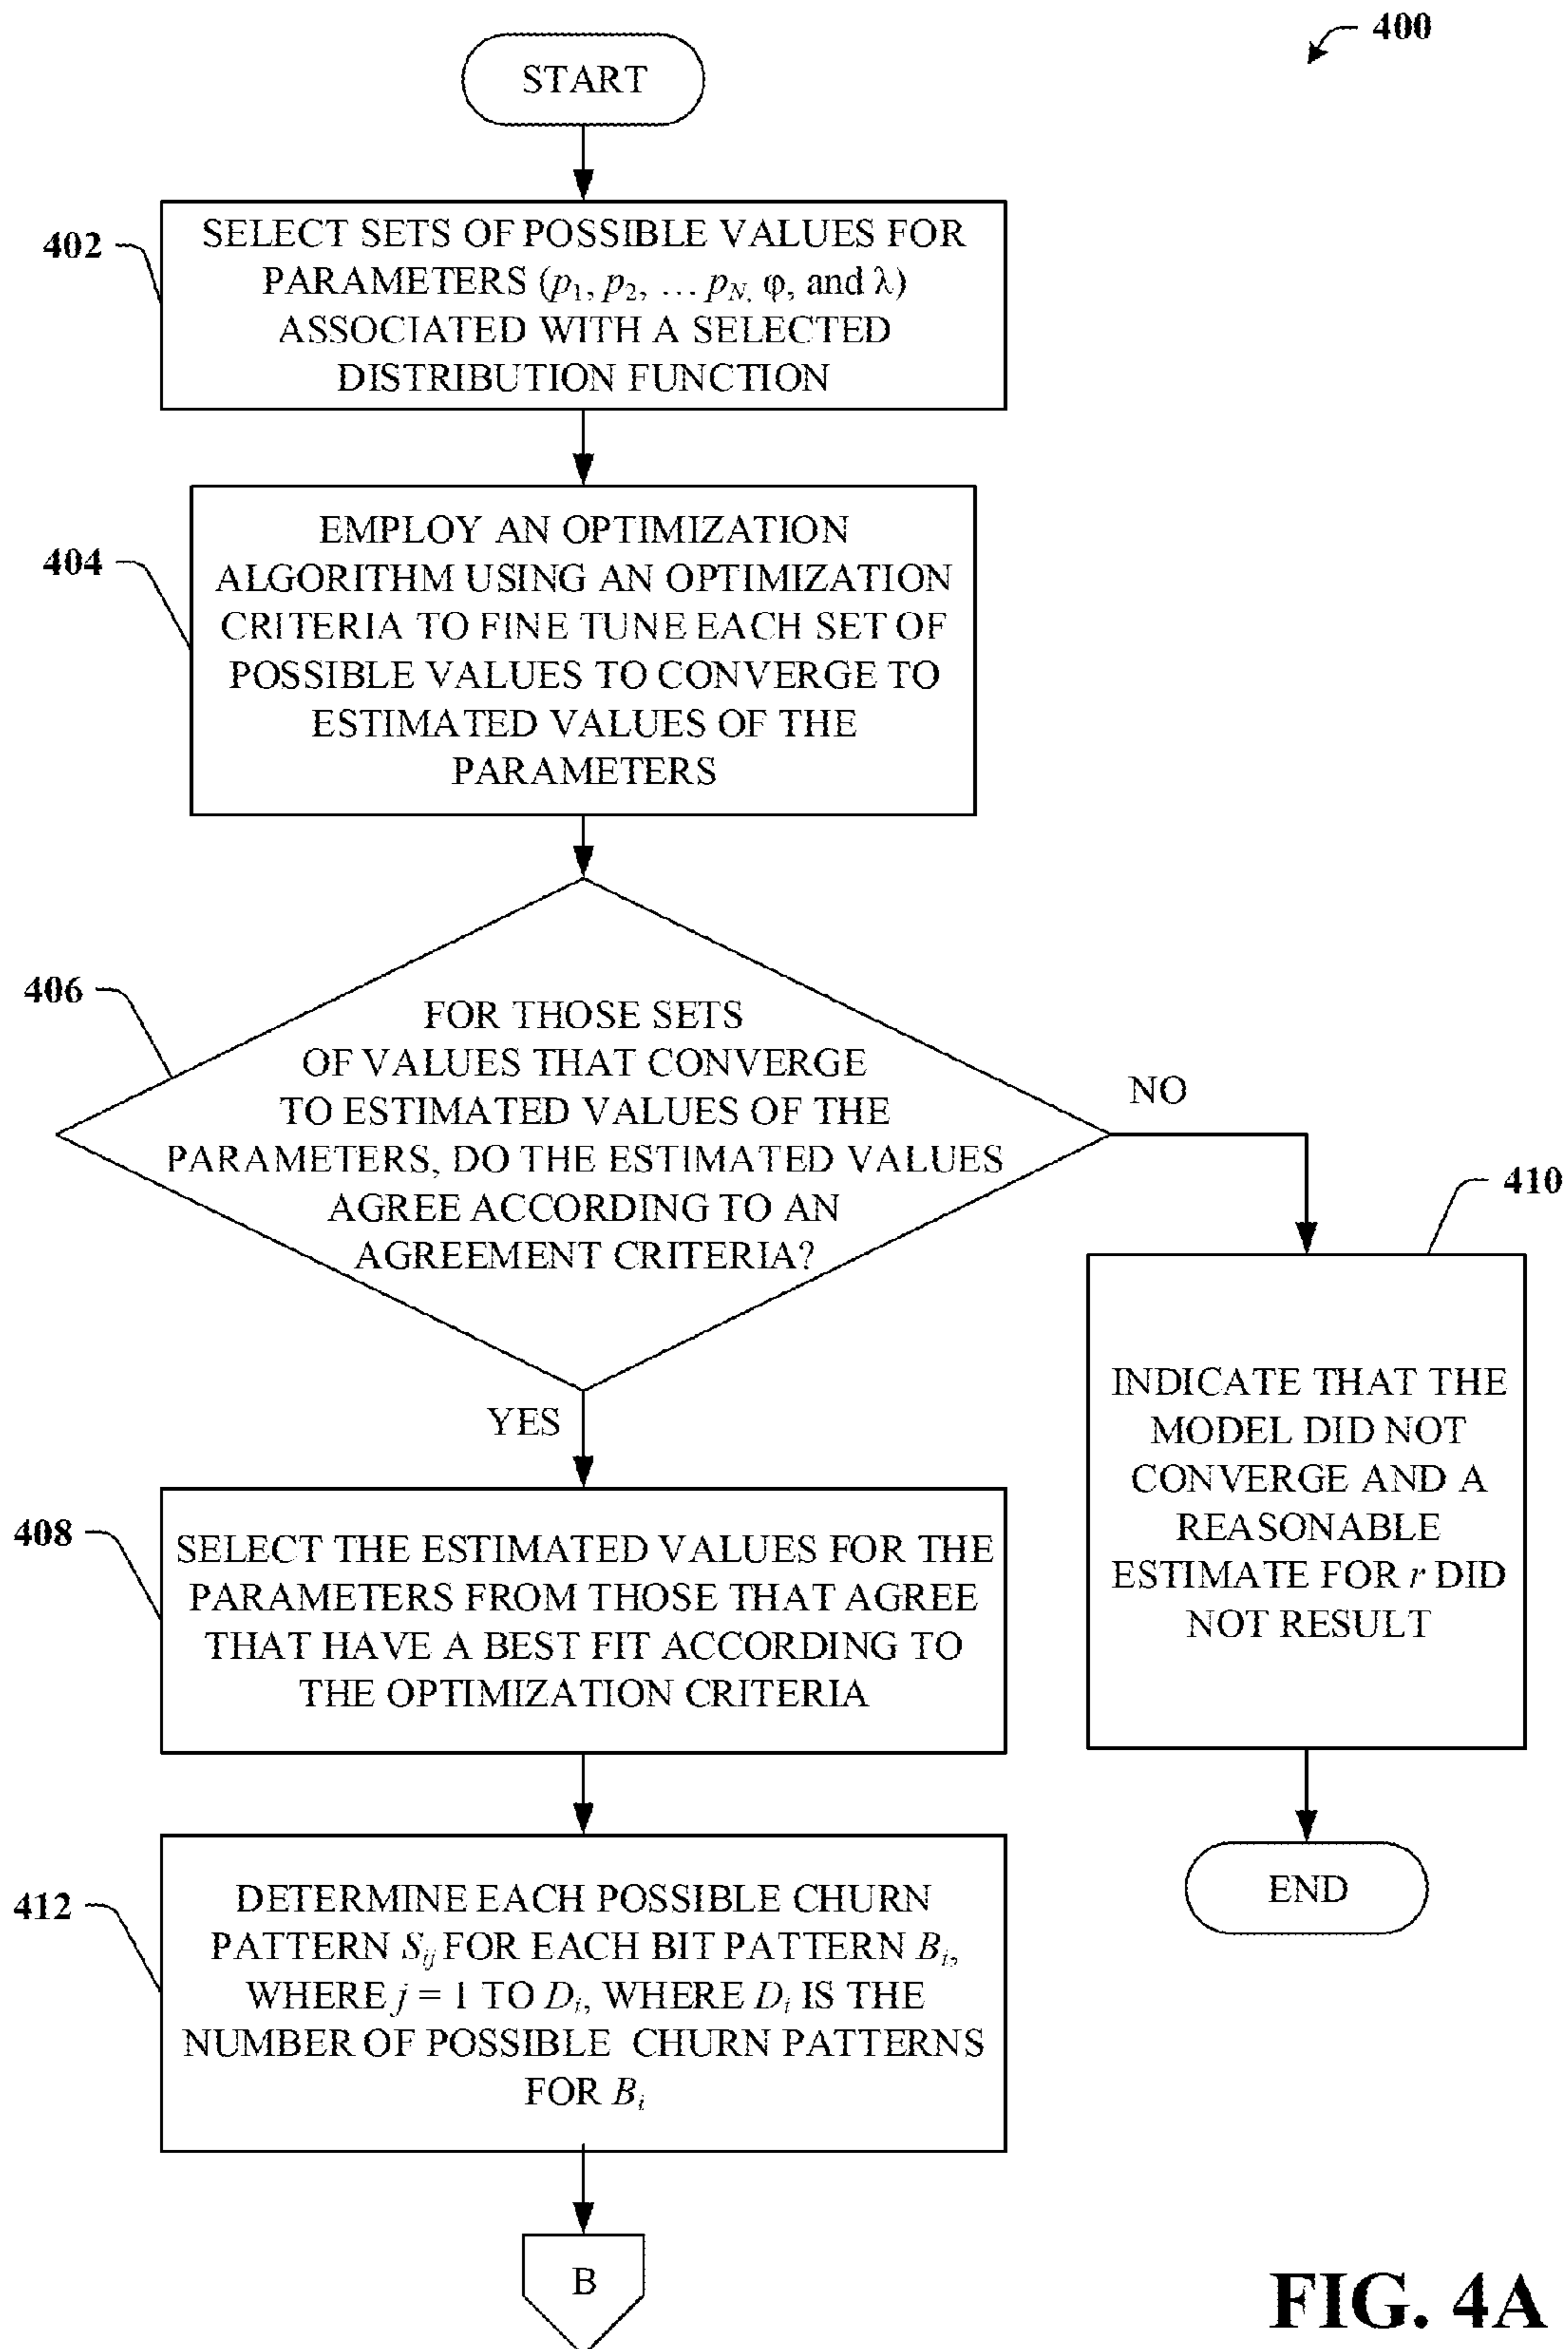 400
START
402
SELECT SETS OF POSSIBLE VALUES FOR
PARAMETERS (p₁, p₂, … p_N, φ, and λ)
ASSOCIATED WITH A SELECTED
DISTRIBUTION FUNCTION
404
EMPLOY AN OPTIMIZATION
ALGORITHM USING AN OPTIMIZATION
CRITERIA TO FINE TUNE EACH SET OF
POSSIBLE VALUES TO CONVERGE TO
ESTIMATED VALUES OF THE
PARAMETERS
406
FOR THOSE SETS
OF VALUES THAT CONVERGE
TO ESTIMATED VALUES OF THE
PARAMETERS, DO THE ESTIMATED VALUES
AGREE ACCORDING TO AN
AGREEMENT CRITERIA?
NO
410
INDICATE THAT THE
MODEL DID NOT
CONVERGE AND A
REASONABLE
ESTIMATE FOR r DID
NOT RESULT
END
YES
408
SELECT THE ESTIMATED VALUES FOR THE
PARAMETERS FROM THOSE THAT AGREE
THAT HAVE A BEST FIT ACCORDING TO
THE OPTIMIZATION CRITERIA
412
DETERMINE EACH POSSIBLE CHURN
PATTERN S_ij FOR EACH BIT PATTERN B_i,
WHERE j = 1 TO D_i, WHERE D_i IS THE
NUMBER OF POSSIBLE CHURN PATTERNS
FOR B_i
B
FIG. 4A